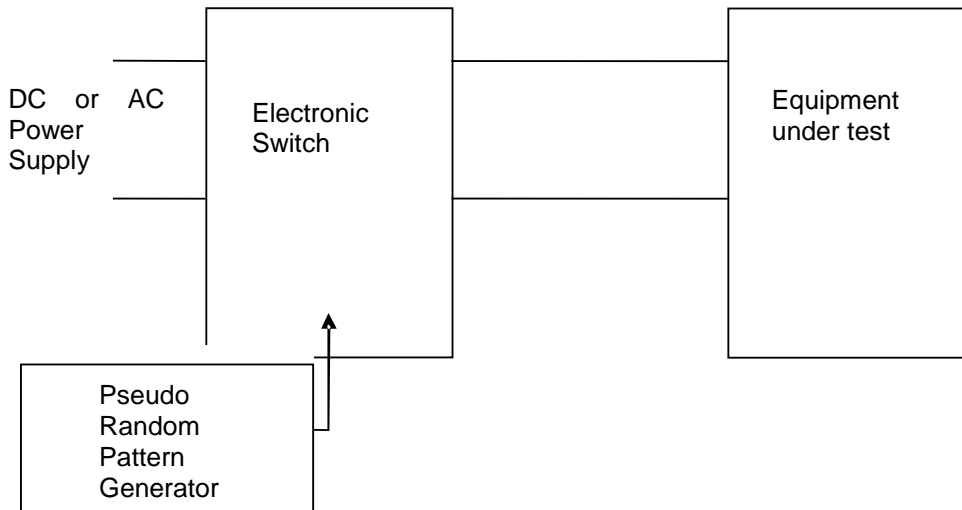 DC or AC
Power
Supply
Electronic
Switch
Equipment
under test
Pseudo
Random
Pattern
Generator